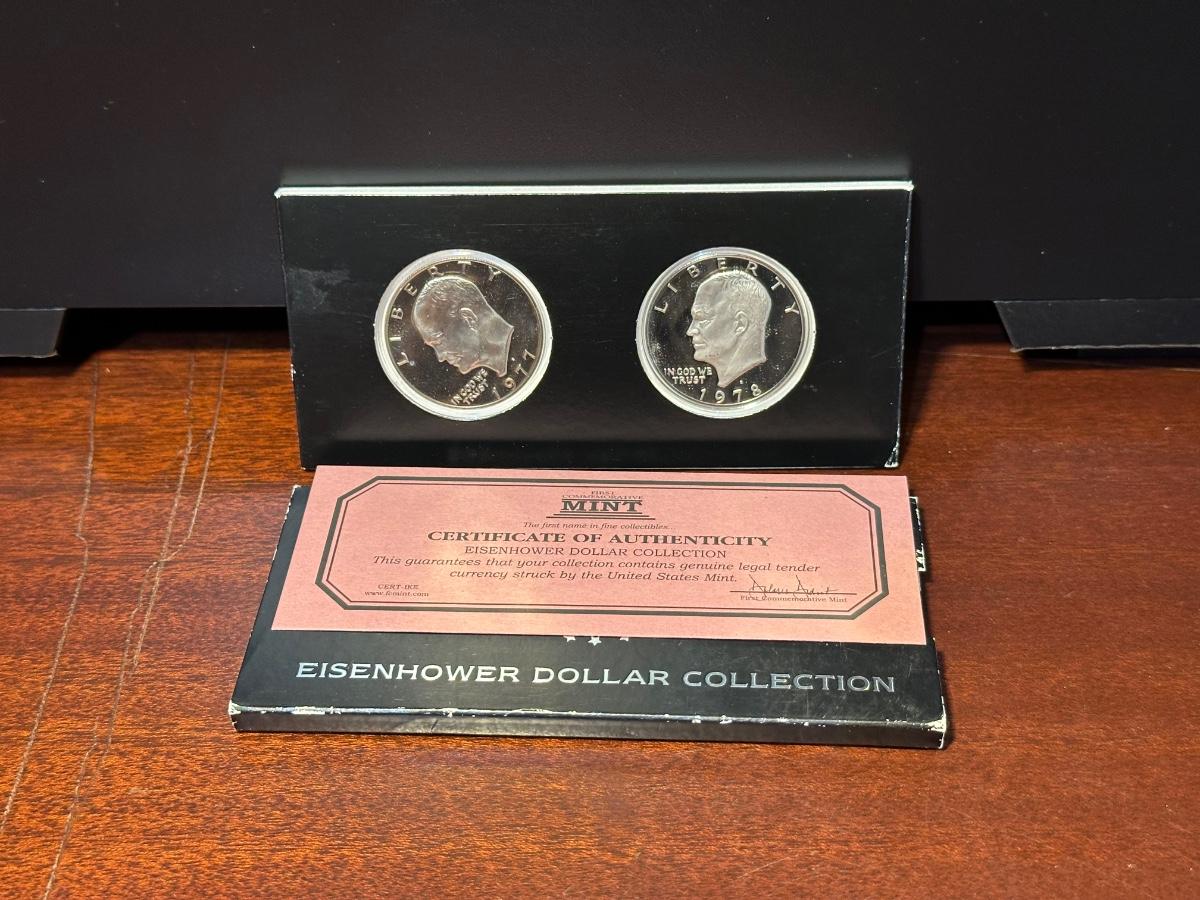 LIBERTY
IN GOD WE
TRUST
1977
LIBERTY
IN GOD WE
TRUST
S
1978
FIRST
COMMEMORATIVE
MINT
The first name in fine collectibles...
CERTIFICATE OF AUTHENTICITY
EISENHOWER DOLLAR COLLECTION
This guarantees that your collection contains genuine legal tender
currency struck by the United States Mint.
CERT-IKE
www.fcmint.com
First Commemorative Mint
EISENHOWER DOLLAR COLLECTION